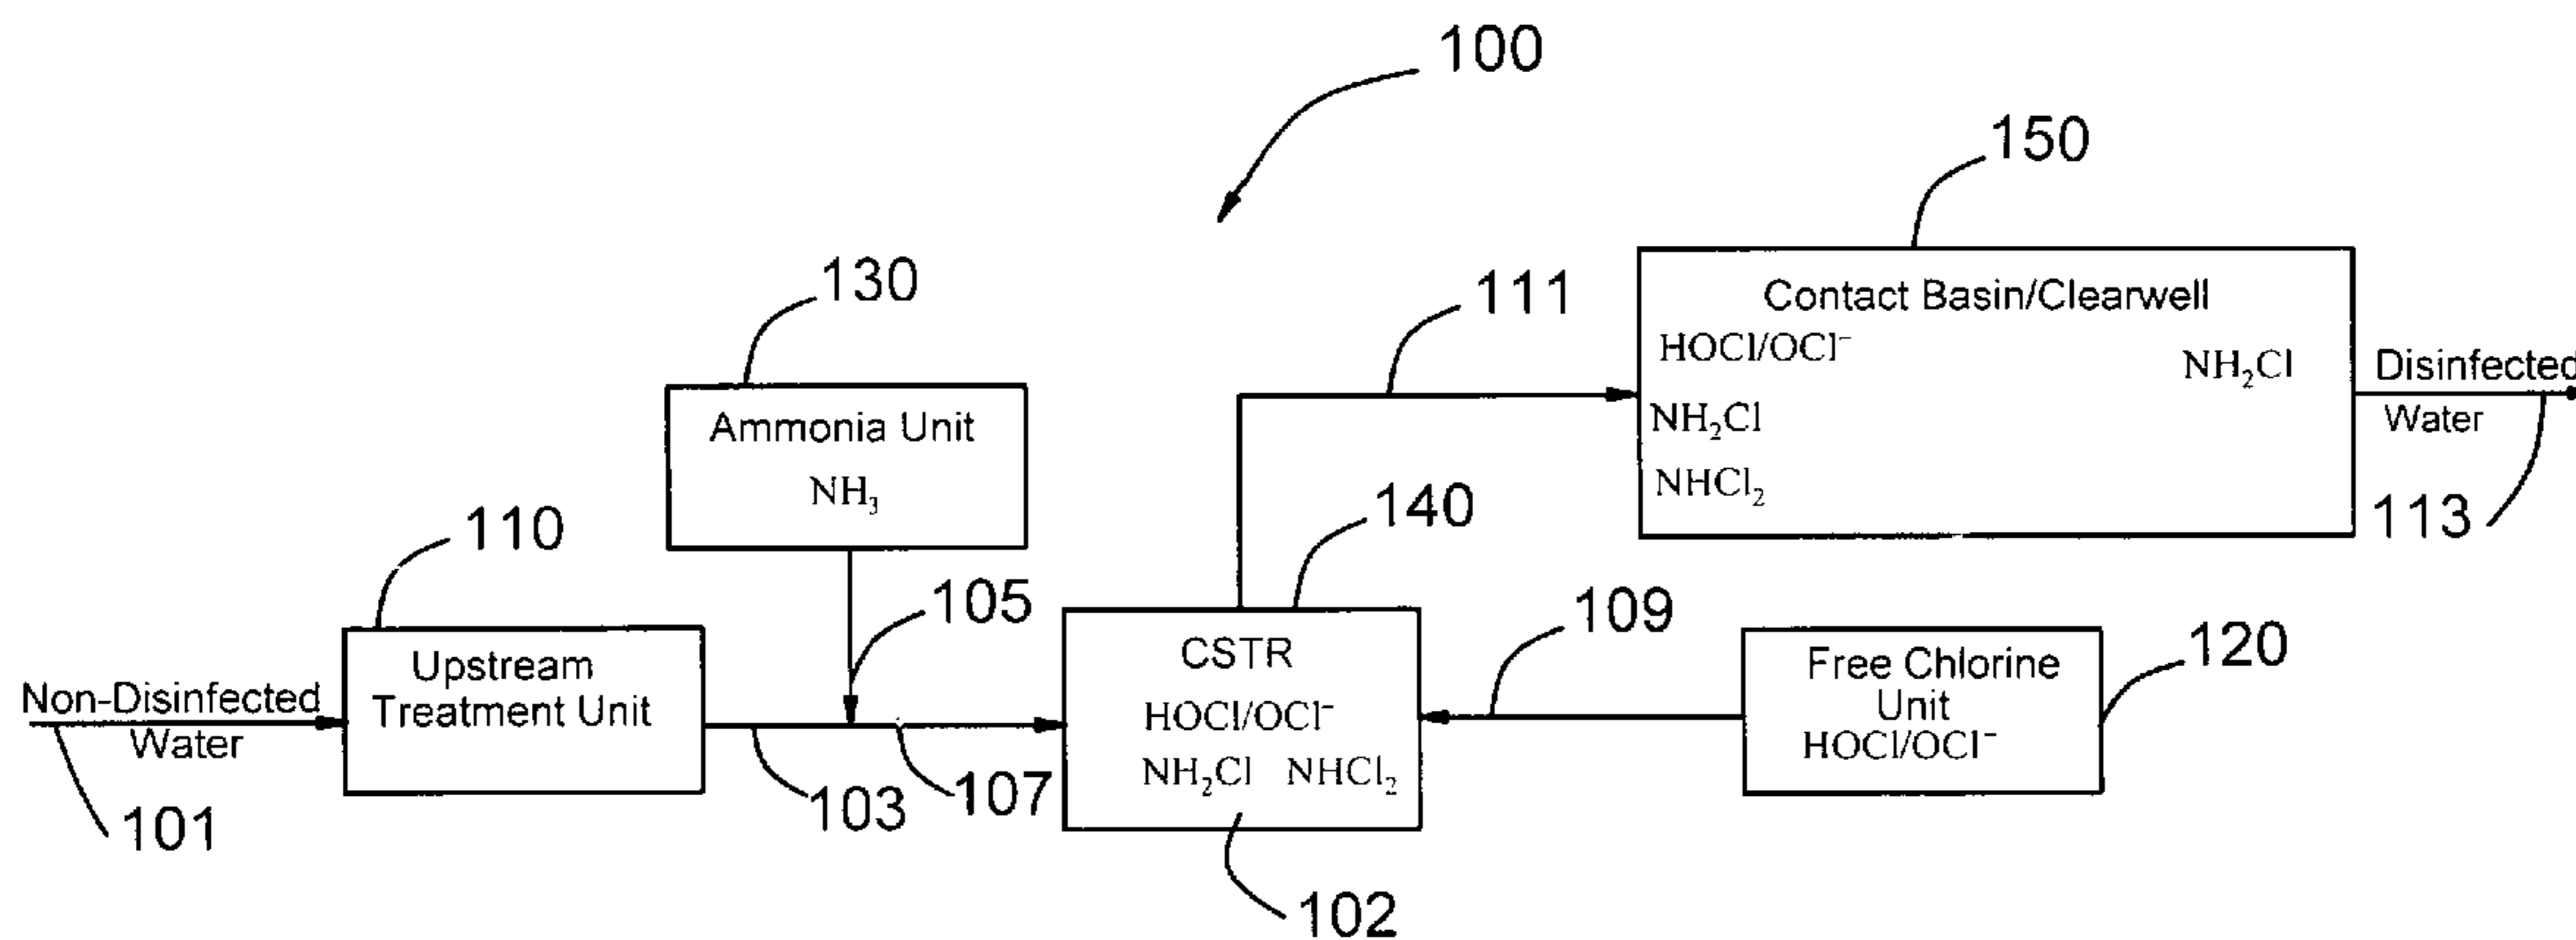 100
150
Contact Basin/Clearwell
HOCl/OCl⁻
NH₂Cl
NHCl₂
NH₂Cl
Disinfected
Water
113
111
130
Ammonia Unit
NH₃
105
110
Upstream
Treatment Unit
Non-Disinfected
Water
101
103
107
140
CSTR
HOCl/OCl⁻
NH₂Cl NHCl₂
102
109
Free Chlorine
Unit
HOCl/OCl⁻
120